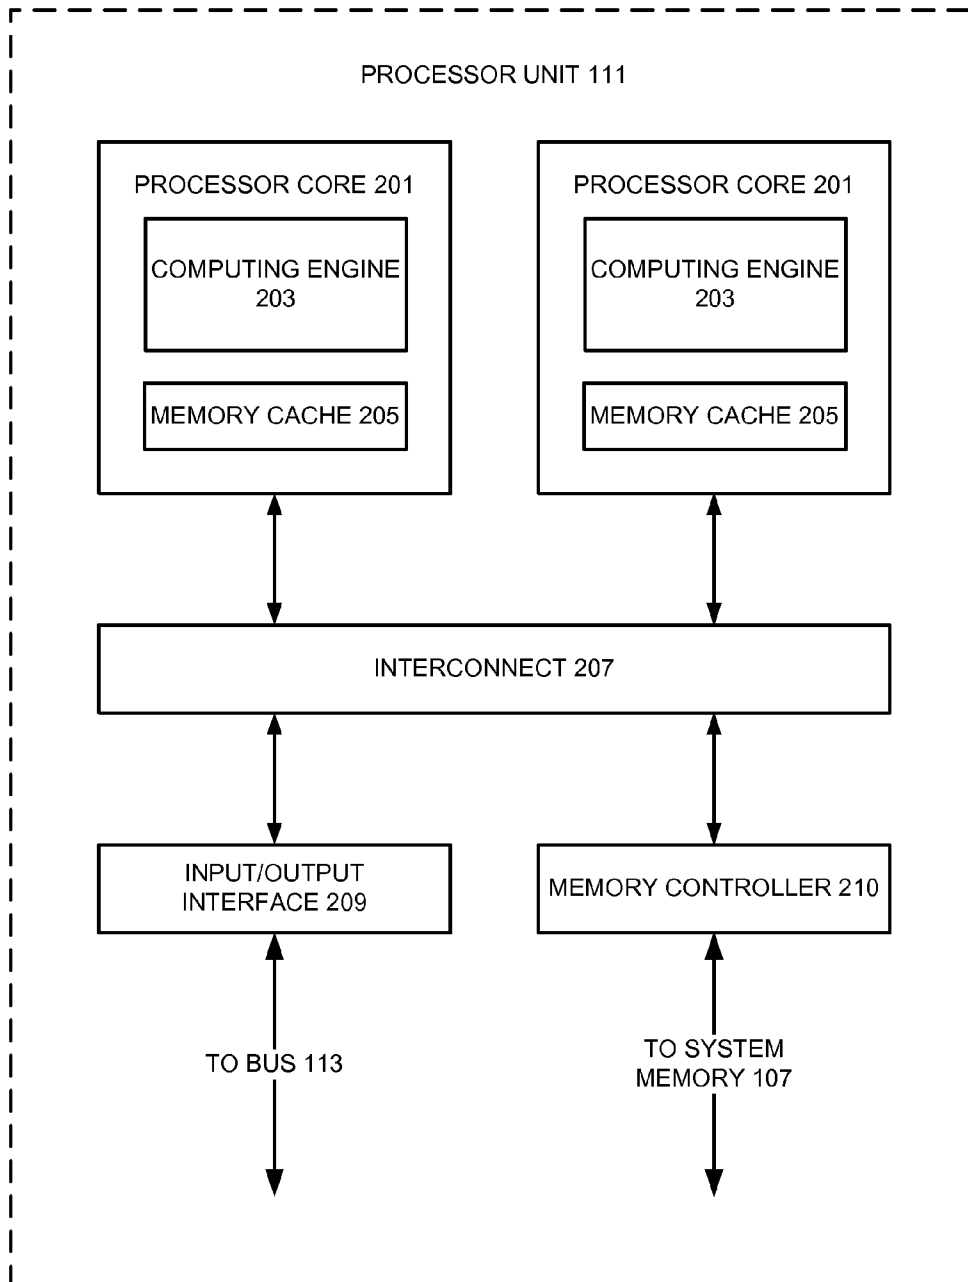 PROCESSOR UNIT 111
PROCESSOR CORE 201
COMPUTING ENGINE
203
MEMORY CACHE 205
PROCESSOR CORE 201
COMPUTING ENGINE
203
MEMORY CACHE 205
INTERCONNECT 207
INPUT/OUTPUT
INTERFACE 209
MEMORY CONTROLLER 210
TO BUS 113
TO SYSTEM
MEMORY 107